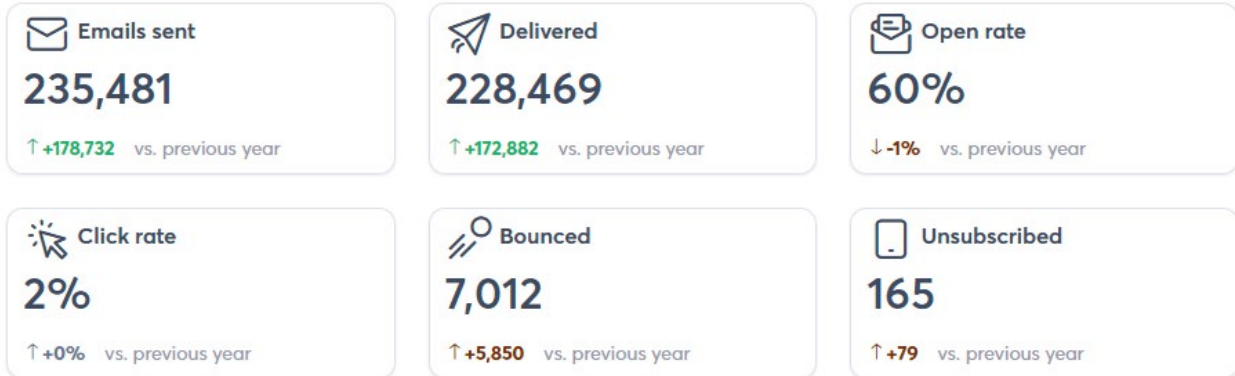 Emails sent
235,481
↑ +178,732 vs. previous year
Delivered
228,469
↑ +172,882 vs. previous year
Open rate
60%
↓ -1% vs. previous year
Click rate
2%
↑ +0% vs. previous year
Bounced
7,012
↑ +5,850 vs. previous year
Unsubscribed
165
↑ +79 vs. previous year